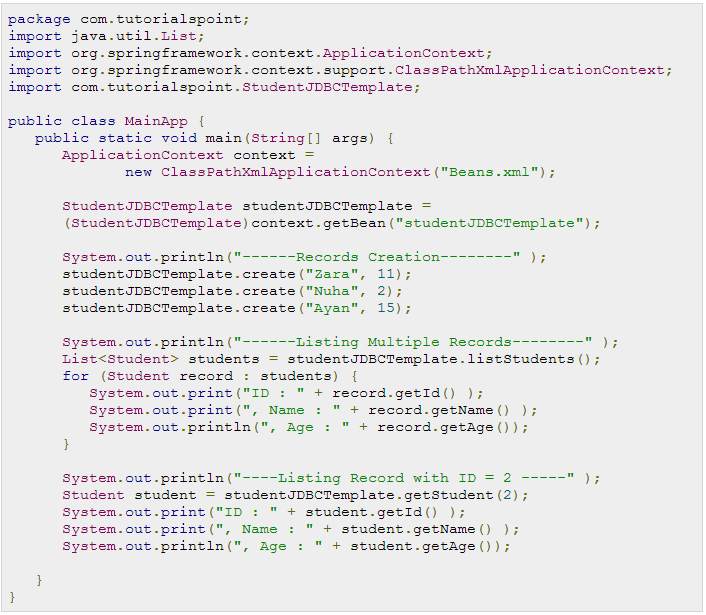 package com.tutorialspoint;
import java.util.List;
import org.springframework.context.ApplicationContext;
import org.springframework.context.support.ClassPathXmlApplicationContext;
import com.tutorialspoint.StudentJDBCTemplate;

public class MainApp {
   public static void main(String[] args) {
      ApplicationContext context =
             new ClassPathXmlApplicationContext("Beans.xml");

      StudentJDBCTemplate studentJDBCTemplate =
      (StudentJDBCTemplate)context.getBean("studentJDBCTemplate");

      System.out.println("------Records Creation--------" );
      studentJDBCTemplate.create("Zara", 11);
      studentJDBCTemplate.create("Nuha", 2);
      studentJDBCTemplate.create("Ayan", 15);

      System.out.println("------Listing Multiple Records--------" );
      List<Student> students = studentJDBCTemplate.listStudents();
      for (Student record : students) {
         System.out.print("ID : " + record.getId() );
         System.out.print(", Name : " + record.getName() );
         System.out.println(", Age : " + record.getAge());
      }

      System.out.println("----Listing Record with ID = 2 -----" );
      Student student = studentJDBCTemplate.getStudent(2);
      System.out.print("ID : " + student.getId() );
      System.out.print(", Name : " + student.getName() );
      System.out.println(", Age : " + student.getAge());

   }
}